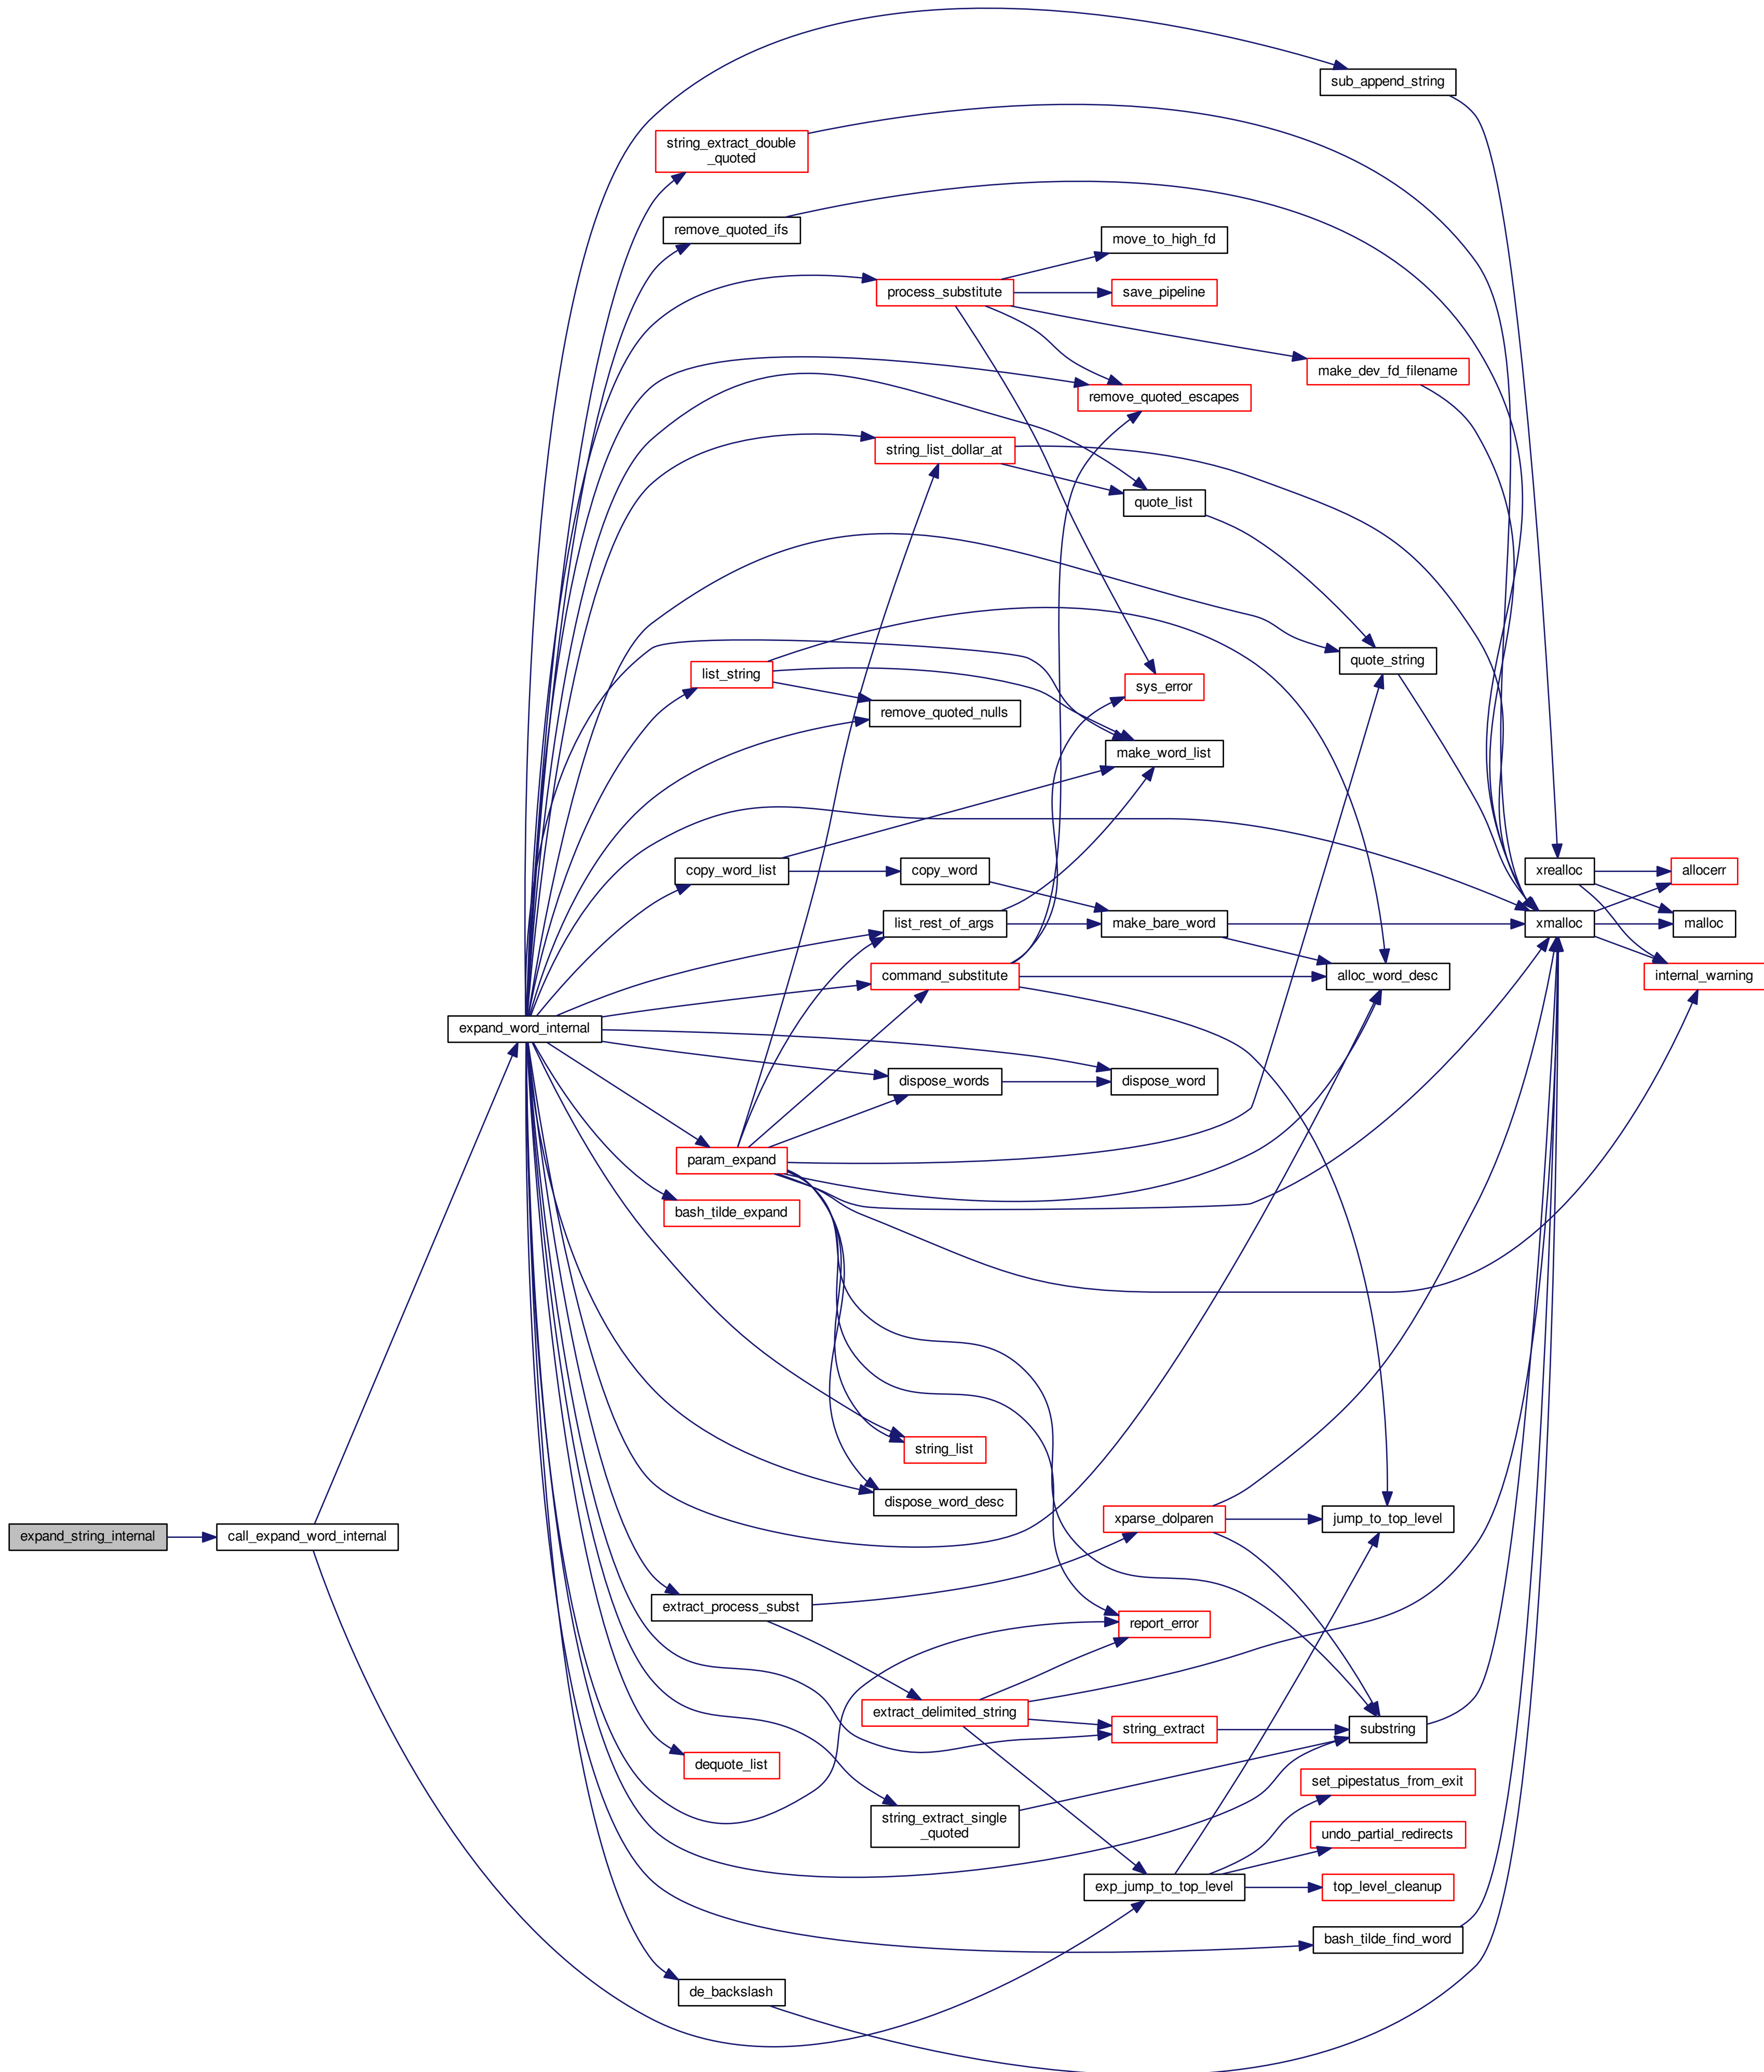 sub_append_string
string_extract_double
_quoted
remove_quoted_ifs
move_to_high_fd
process_substitute
save_pipeline
make_dev_fd_filename
remove_quoted_escapes
string_list_dollar_at
quote_list
quote_string
list_string
sys_error
remove_quoted_nulls
make_word_list
copy_word_list
copy_word
xrealloc
allocerr
list_rest_of_args
make_bare_word
xmalloc
malloc
command_substitute
alloc_word_desc
internal_warning
expand_word_internal
dispose_words
dispose_word
param_expand
bash_tilde_expand
string_list
dispose_word_desc
expand_string_internal
call_expand_word_internal
xparse_dolparen
jump_to_top_level
extract_process_subst
report_error
extract_delimited_string
string_extract
substring
dequote_list
set_pipestatus_from_exit
string_extract_single
_quoted
undo_partial_redirects
exp_jump_to_top_level
top_level_cleanup
bash_tilde_find_word
de_backslash